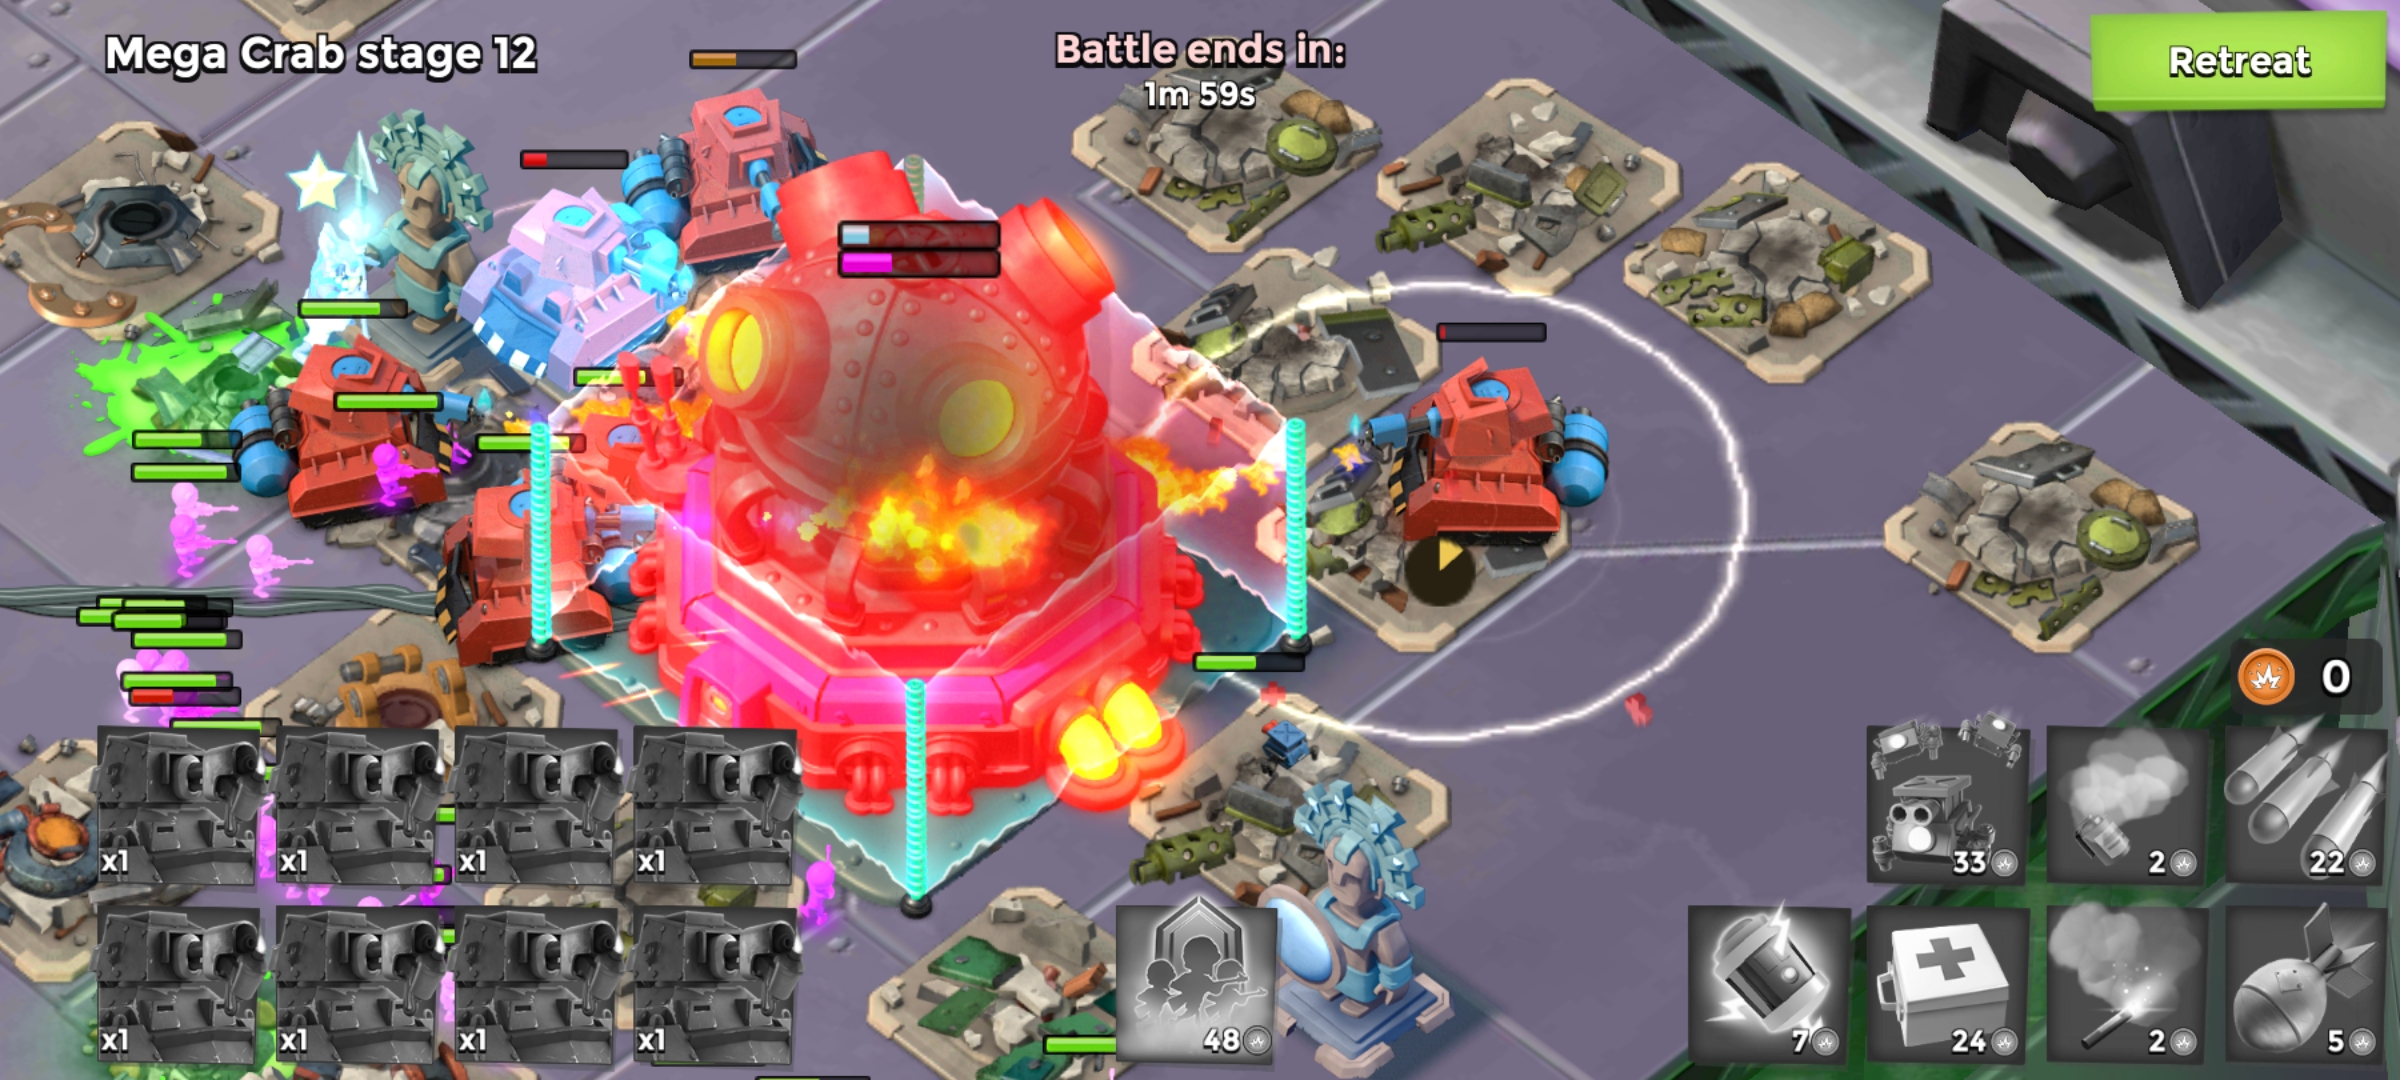 Mega Crab stage 12
Battle ends in:
1m 59s
Retreat
0
33
2
22
x1
x1
x1
x1
48
7
24
2
5
x1
x1
x1
x1